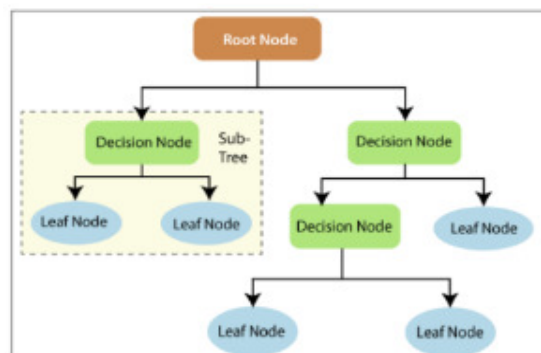 Root Node
Decision Node
Sub-
Tree
Decision Node
Leaf Node
Leaf Node
Decision Node
Leaf Node
Leaf Node
Leaf Node